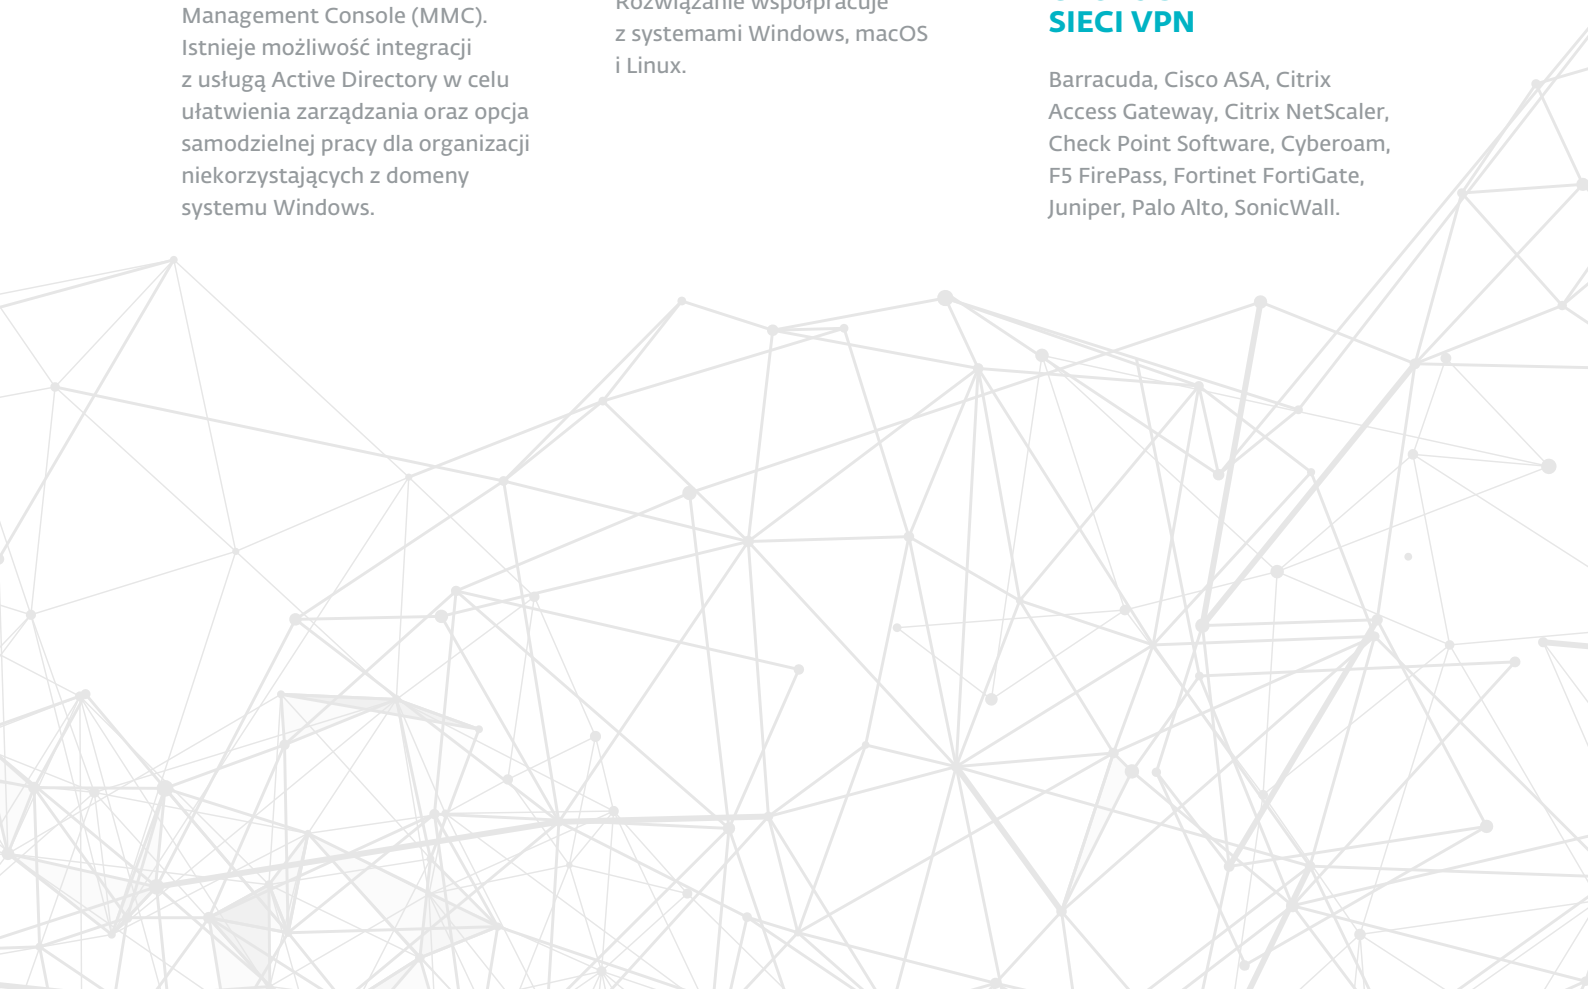 Management Console (MMC).
Istnieje możliwość integracji
z usługą Active Directory w celu
ułatwienia zarządzania oraz opcja
samodzielnej pracy dla organizacji
niekorzystających z domeny
systemu Windows.
Rozwiązanie współpracuje
z systemami Windows, macOS
i Linux.
SIECI VPN
Barracuda, Cisco ASA, Citrix
Access Gateway, Citrix NetScaler,
Check Point Software, Cyberoam,
F5 FirePass, Fortinet FortiGate,
Juniper, Palo Alto, SonicWall.